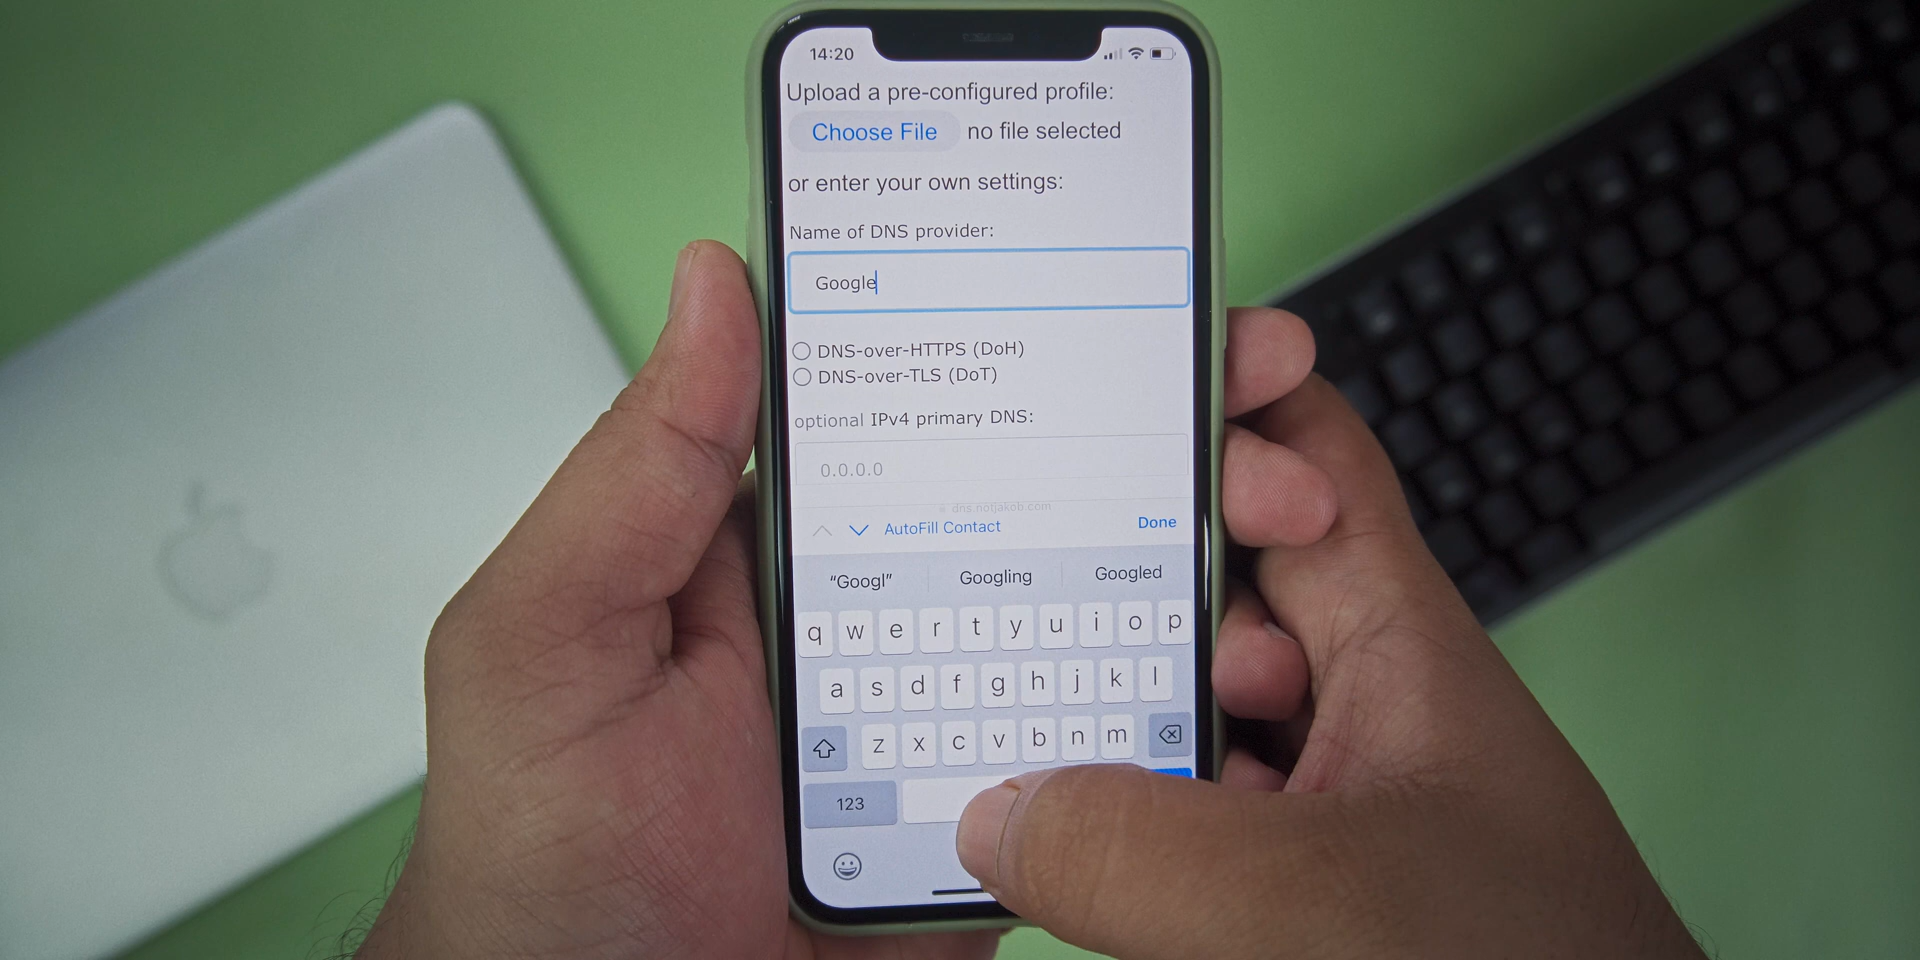 14:20
Upload a pre-configured profile:
Choose File no file selected
or enter your own settings:
Name of DNS provider:
Google
DNS-over-HTTPS (DoH)
DNS-over-TLS (DoT)
optional IPv4 primary DNS:
0.0.0.0
dns.notjakob.com
AutoFill Contact Done
“Googl” Googling Googled
q w e r t y u i o p
a s d f g h j k l
z x c v b n m
123